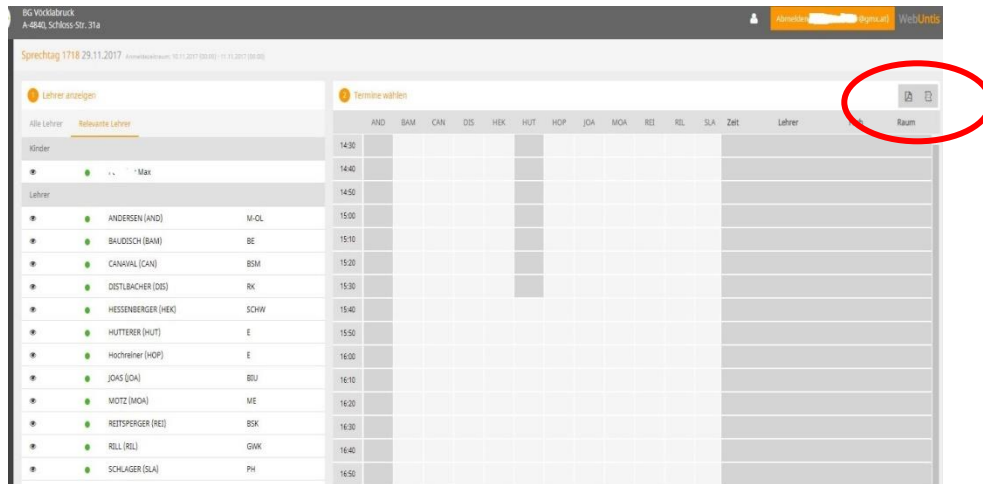 BG Vöcklabruck
A-4840, Schloss-Str. 31a
Abmelden @gmx.at)
WebUntis
Sprechtag 1718 29.11.2017
1 Lehrer anzeigen
2 Termine wählen
Alle Lehrer Relevante Lehrer
AND BAM CAN DIS HEK HUT HOP JOA MOA REI RIL SLA Zeit Lehrer Raum
Kinder
Max
Lehrer
ANDERSEN (AND) M-OL
BAUDISCH (BAM) BE
CANAVAL (CAN) BSM
DISTLBACHER (DIS) RK
HESSENBERGER (HEK) SCHW
HUTTERER (HUT) E
Hochreiner (HOP) E
JOAS (JOA) BIU
MOTZ (MOA) ME
REITSPERGER (REI) BSK
RILL (RIL) GWK
SCHLAGER (SLA) PH
14:30
14:40
14:50
15:00
15:10
15:20
15:30
15:40
15:50
16:00
16:10
16:20
16:30
16:40
16:50